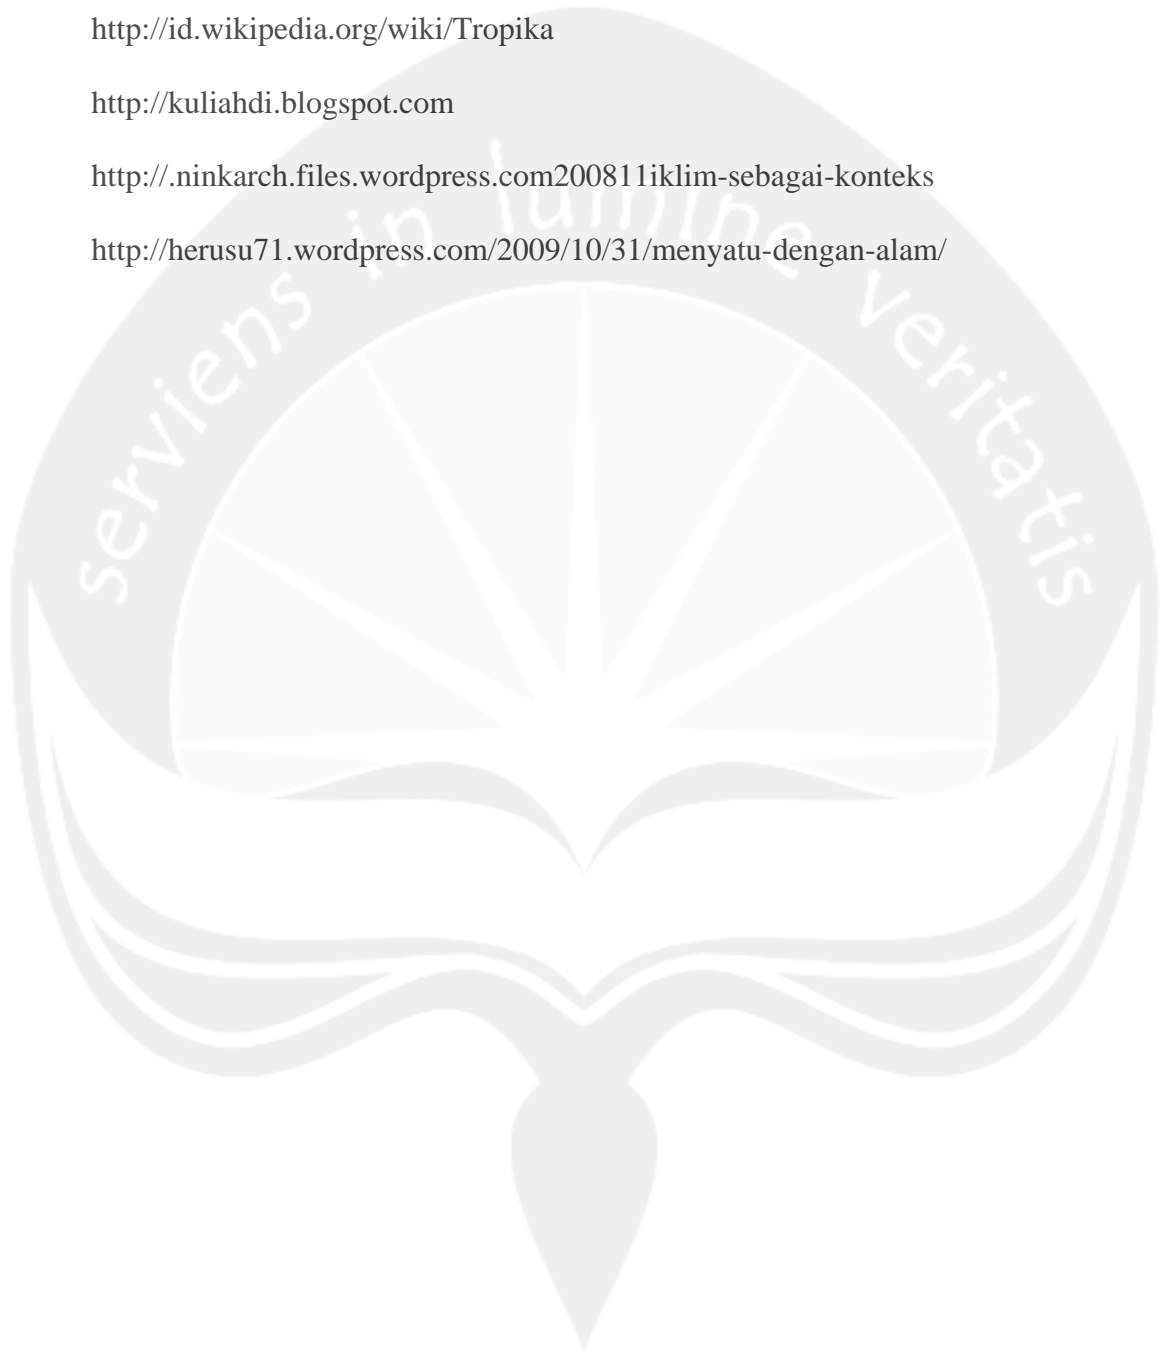 http://id.wikipedia.org/wiki/Tropika
http://kuliahdi.blogspot.com
http://.ninkarch.files.wordpress.com200811iklim-sebagai-konteks
http://herusu71.wordpress.com/2009/10/31/menyatu-dengan-alam/
serviens in lumine veritatis